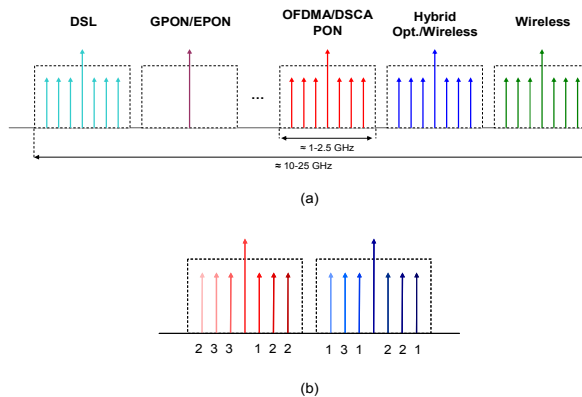 DSL GPON/EPON OFDMA/DSCA PON Hybrid Opt./Wireless Wireless
...
≈ 1-2.5 GHz
≈ 10-25 GHz
(a)
2 3 3 1 2 2 1 3 1 2 2 1
(b)